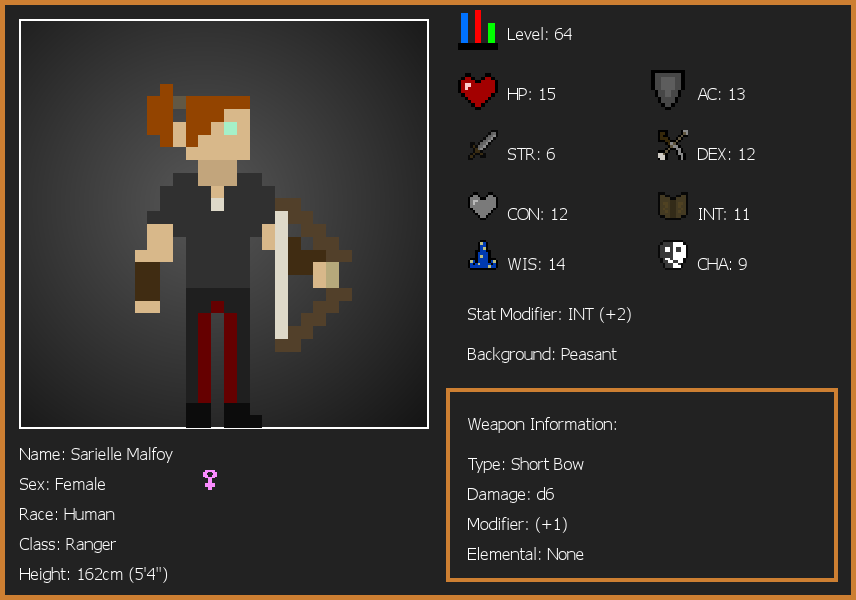 Level: 64
HP: 15
AC: 13
STR: 6
DEX: 12
CON: 12
INT: 11
WIS: 14
CHA: 9
Stat Modifier: INT (+2)
Background: Peasant
Weapon Information:
Type: Short Bow
Damage: d6
Modifier: (+1)
Elemental: None
Name: Sarielle Malfoy
Sex: Female
Race: Human
Class: Ranger
Height: 162cm (5'4")